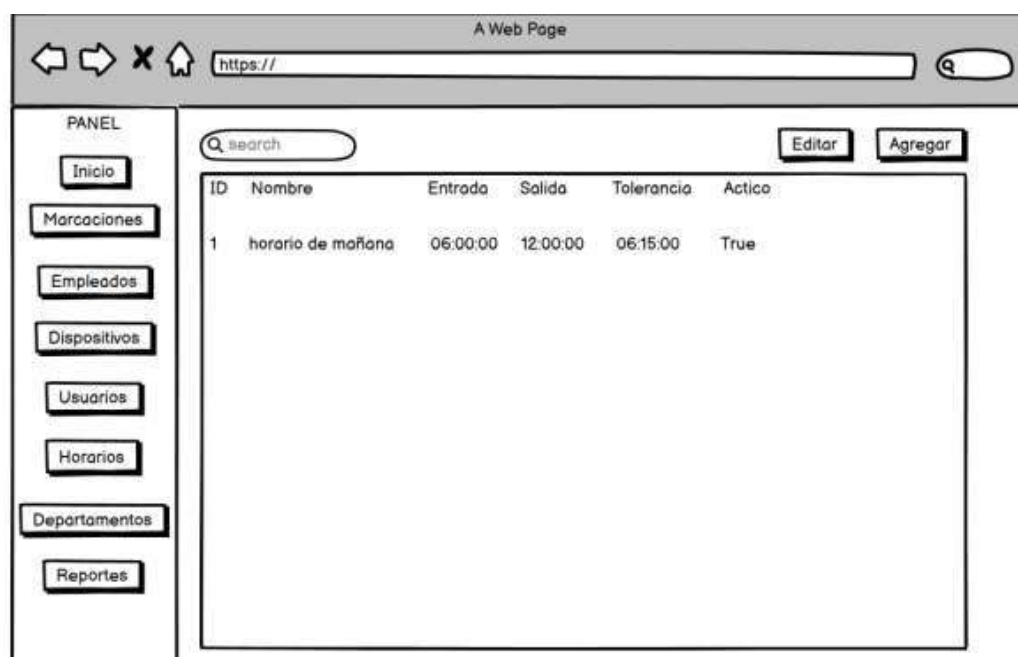 A Web Page
https://
PANEL
Inicio
Marcaciones
Empleados
Dispositivos
Usuarios
Horarios
Departamentos
Reportes
search
Editar
Agregar
ID Nombre Entrada Salida Tolerancia Actico
1 horario de mañana 06:00:00 12:00:00 06:15:00 True